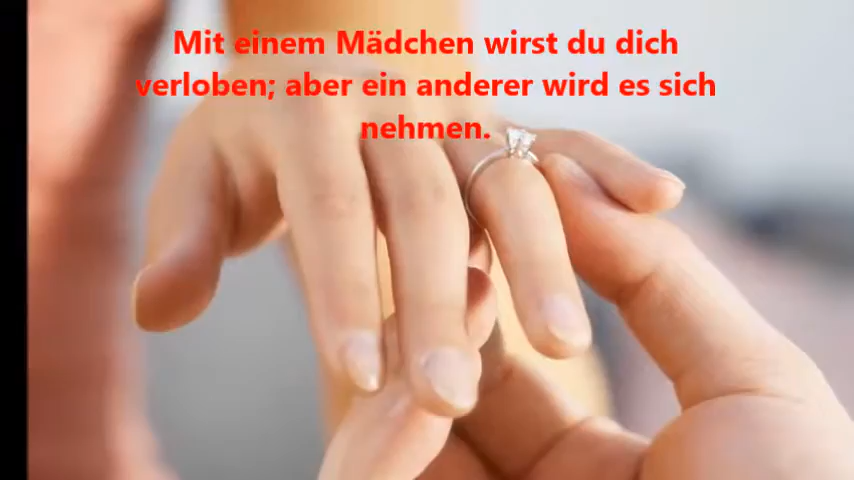 Mit einem Mädchen wirst du dich
verloben; aber ein anderer wird es sich
nehmen.